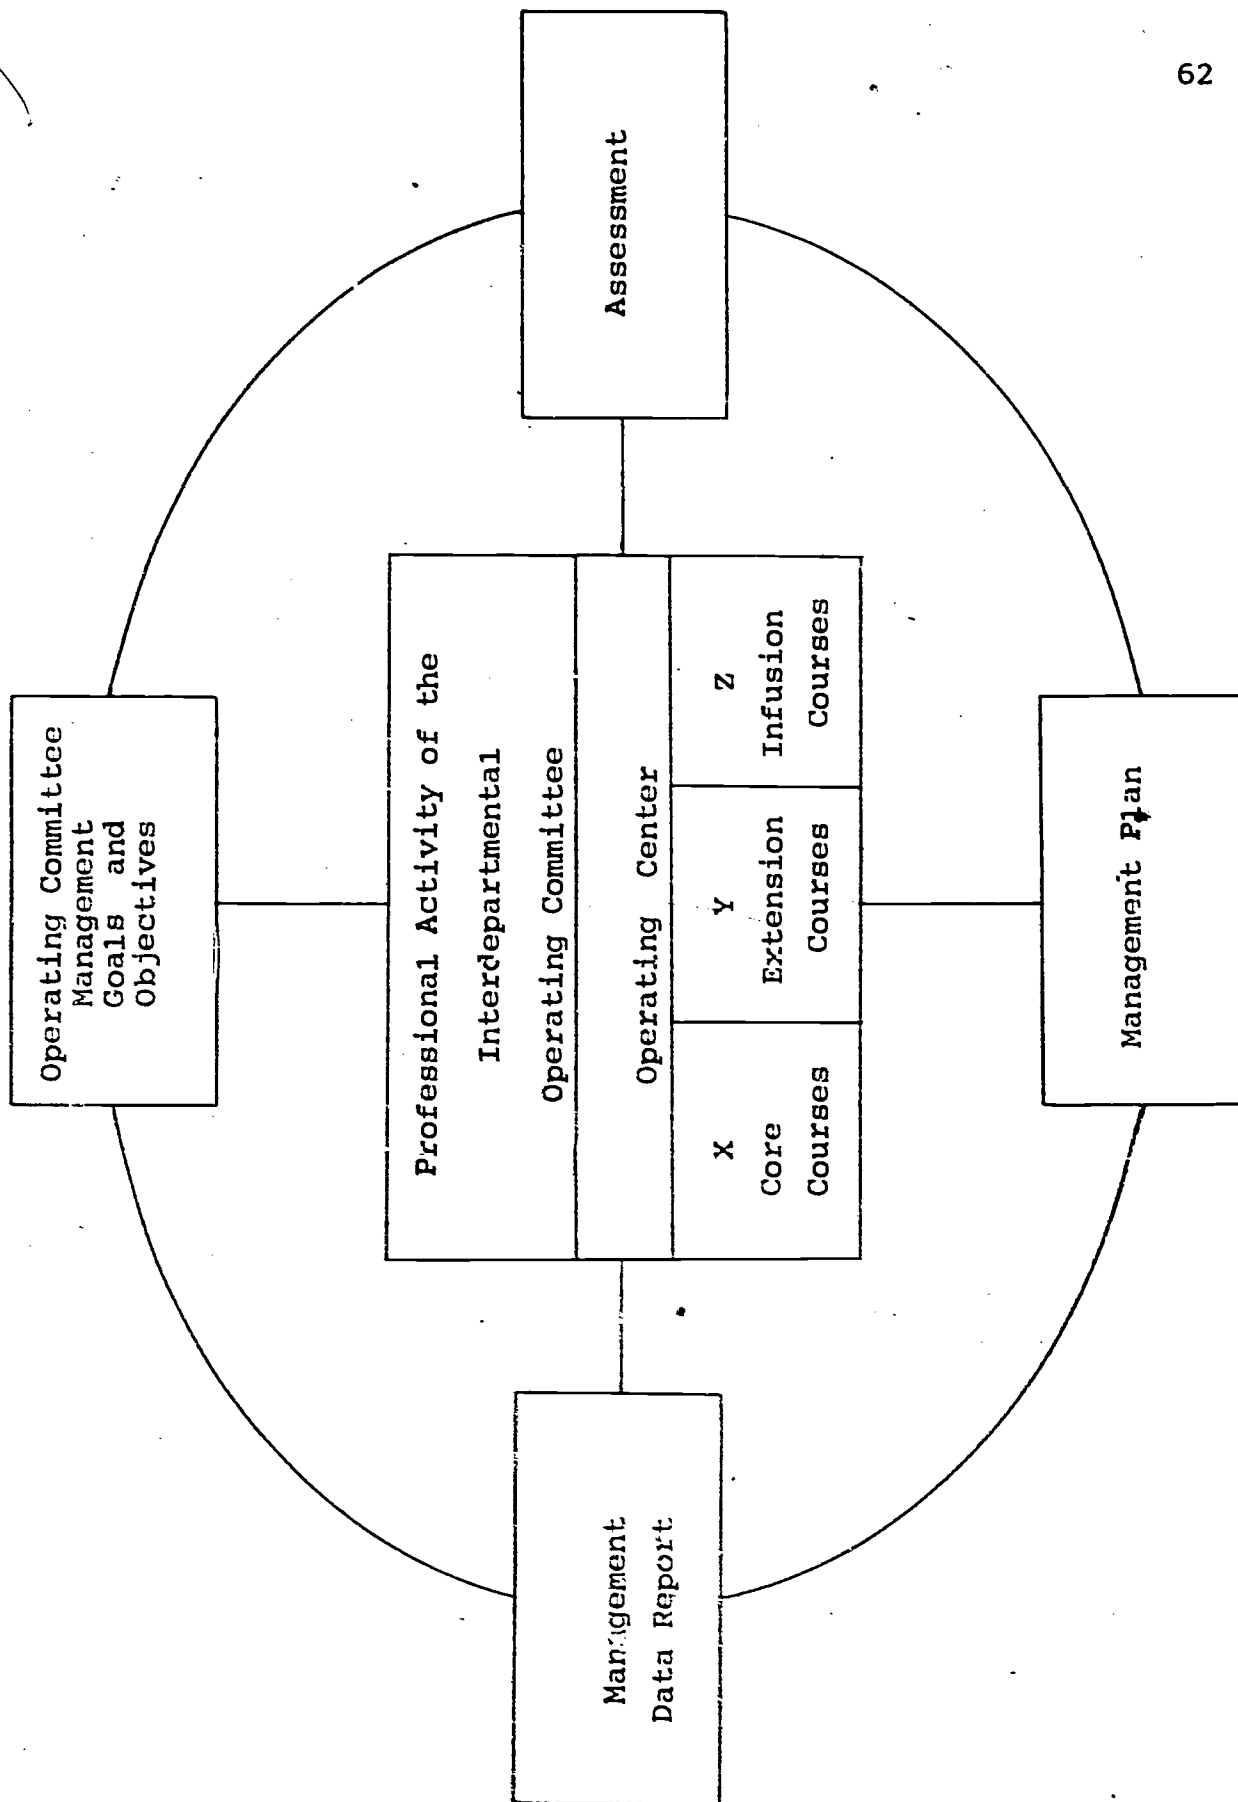 62
Operating Committee
Management
Goals and
Objectives
Assessment
Professional Activity of the
Interdepartmental
Operating Committee
Operating Center
X
Core
Courses
Y
Extension
Courses
Z
Infusion
Courses
Management
Data Report
Management Plan